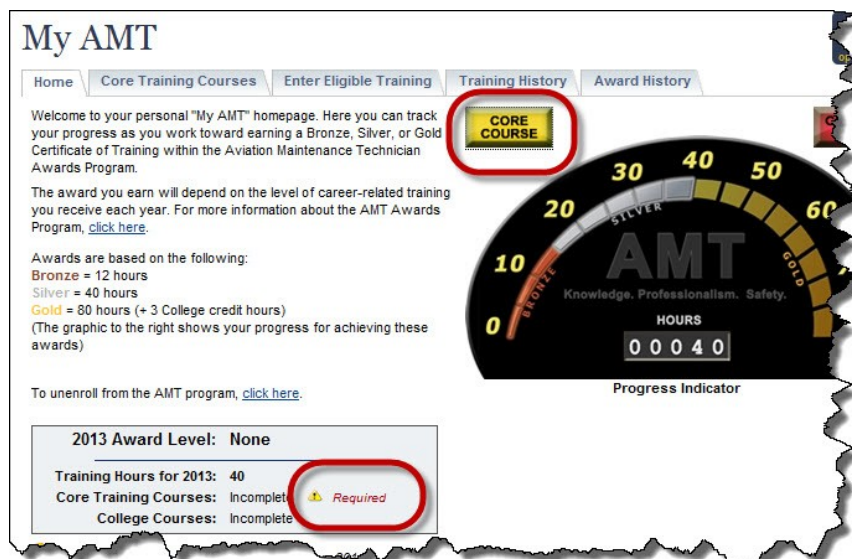 My AMT
Home
Core Training Courses
Enter Eligible Training
Training History
Award History
Welcome to your personal "My AMT" homepage. Here you can track
your progress as you work toward earning a Bronze, Silver, or Gold
Certificate of Training within the Aviation Maintenance Technician
Awards Program.
The award you earn will depend on the level of career-related training
you receive each year. For more information about the AMT Awards
Program, click here.
Awards are based on the following:
Bronze = 12 hours
Silver = 40 hours
Gold = 80 hours (+ 3 College credit hours)
(The graphic to the right shows your progress for achieving these
awards)
To unenroll from the AMT program, click here.
2013 Award Level: None
Training Hours for 2013: 40
Core Training Courses: Incomplete Required
College Courses: Incomplete
CORE
COURSE
0
10
20
30
40
50
60
BRONZE
SILVER
GOLD
AMT
Knowledge. Professionalism. Safety.
HOURS
00040
Progress Indicator